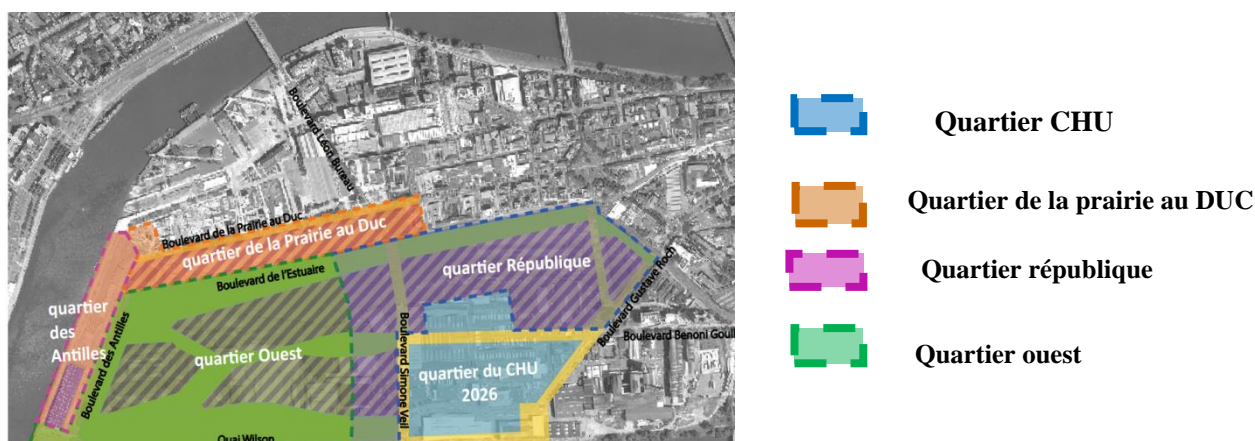 Boulevard Léon Bureau
Boulevard de la Prairie au Duc
quartier de la Prairie au Duc
Boulevard de l'Estuaire
quartier République
Boulevard Gustave Roch
quartier
des
Antilles
Boulevard des Antilles
quartier Ouest
Boulevard Simone Veil
Boulevard Benoni Goull
quartier du CHU
2026
Quai Wilson
Quartier CHU
Quartier de la prairie au DUC
Quartier république
Quartier ouest